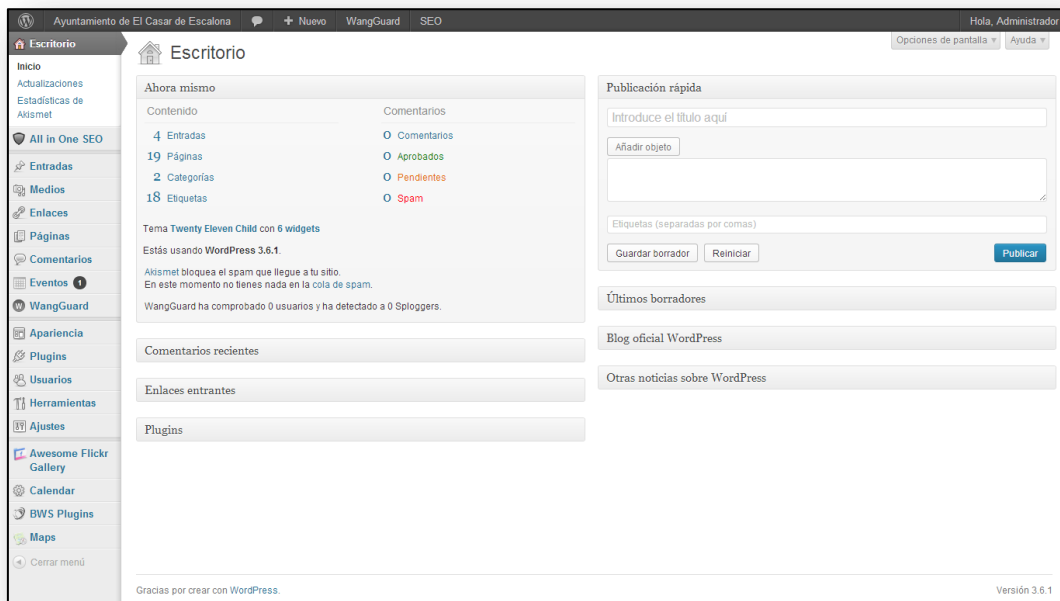 Ayuntamiento de El Casar de Escalona + Nuevo WangGuard SEO Hola, Administrador
Escritorio
Inicio
Actualizaciones
Estadísticas de
Akismet
All in One SEO
Entradas
Medios
Enlaces
Páginas
Comentarios
Eventos 1
WangGuard
Apariencia
Plugins
Usuarios
Herramientas
Ajustes
Awesome Flickr
Gallery
Calendar
BWS Plugins
Maps
Cerrar menú
Opciones de pantalla Ayuda
Escritorio
Ahora mismo
Contenido Comentarios
4 Entradas 0 Comentarios
19 Páginas 0 Aprobados
2 Categorías 0 Pendientes
18 Etiquetas 0 Spam
Tema Twenty Eleven Child con 6 widgets
Estás usando WordPress 3.6.1.
Akismet bloquea el spam que llegue a tu sitio.
En este momento no tienes nada en la cola de spam.
WangGuard ha comprobado 0 usuarios y ha detectado a 0 Sploggers.
Comentarios recientes
Enlaces entrantes
Plugins
Publicación rápida
Introduce el título aquí
Añadir objeto
Etiquetas (separadas por comas)
Guardar borrador Reiniciar Publicar
Últimos borradores
Blog oficial WordPress
Otras noticias sobre WordPress
Gracias por crear con WordPress. Versión 3.6.1